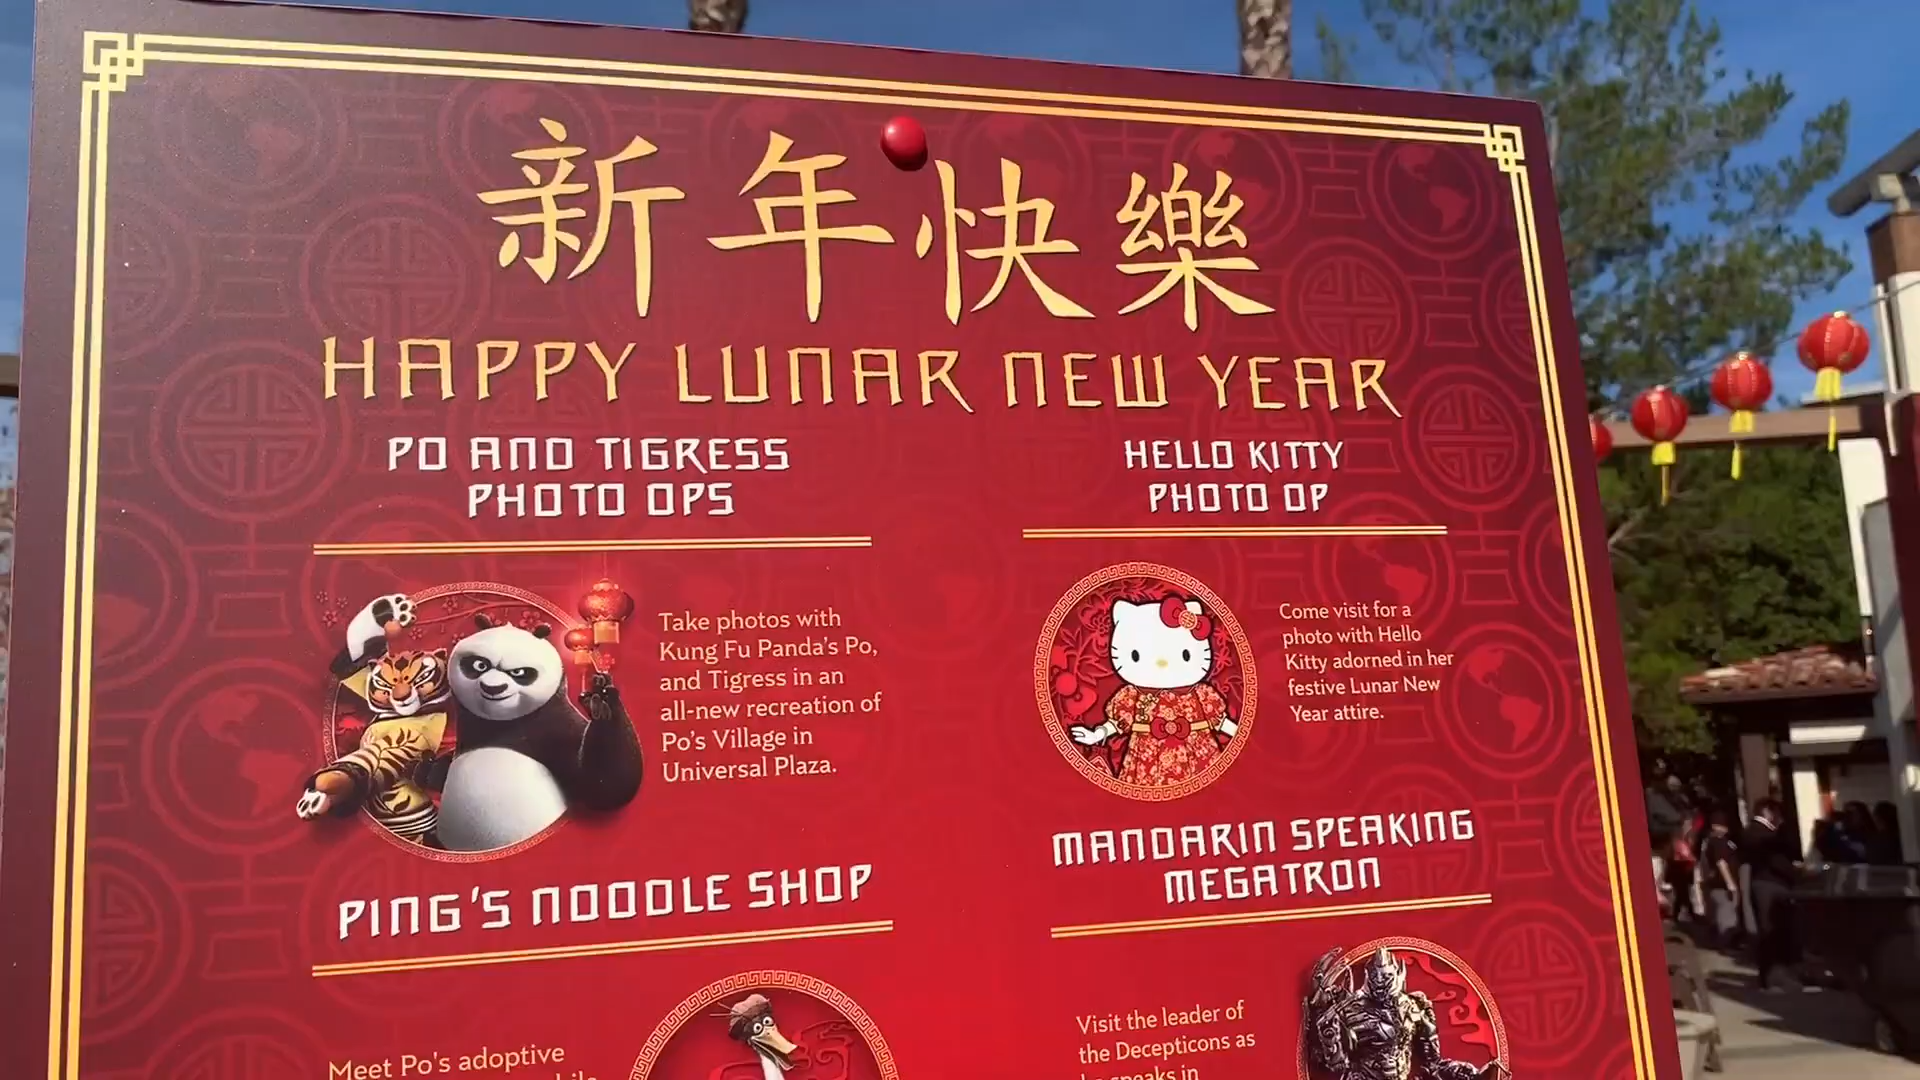 新年快樂
HAPPY LUNAR NEW YEAR
PO AND TIGRESS
PHOTO OPS
Take photos with
Kung Fu Panda's Po,
and Tigress in an
all-new recreation of
Po's Village in
Universal Plaza.
HELLO KITTY
PHOTO OP
Come visit for a
photo with Hello
Kitty adorned in her
festive Lunar New
Year attire.
PING'S NOODLE SHOP
Meet Po's adoptive
MANDARIN SPEAKING
MEGATRON
Visit the leader of
the Decepticons as
he speaks in